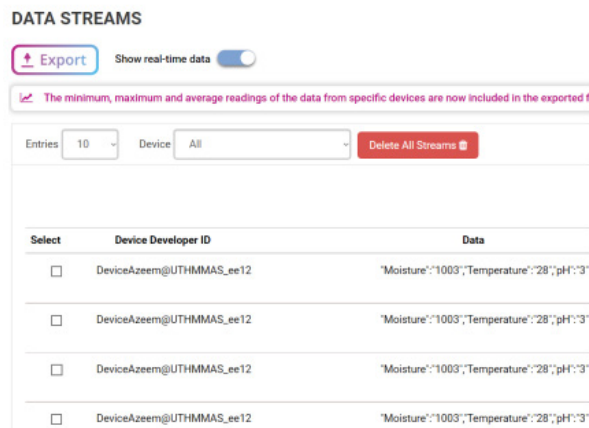 DATA STREAMS
Export Show real-time data
The minimum, maximum and average readings of the data from specific devices are now included in the exported f
Entries 10 Device All Delete All Streams
Select Device Developer ID Data
DeviceAzeem@UTHMMAS_ee12 "Moisture":"1003","Temperature":"28","pH":"3"
DeviceAzeem@UTHMMAS_ee12 "Moisture":"1003","Temperature":"28","pH":"3"
DeviceAzeem@UTHMMAS_ee12 "Moisture":"1003","Temperature":"28","pH":"3"
DeviceAzeem@UTHMMAS_ee12 "Moisture":"1003","Temperature":"28","pH":"3"